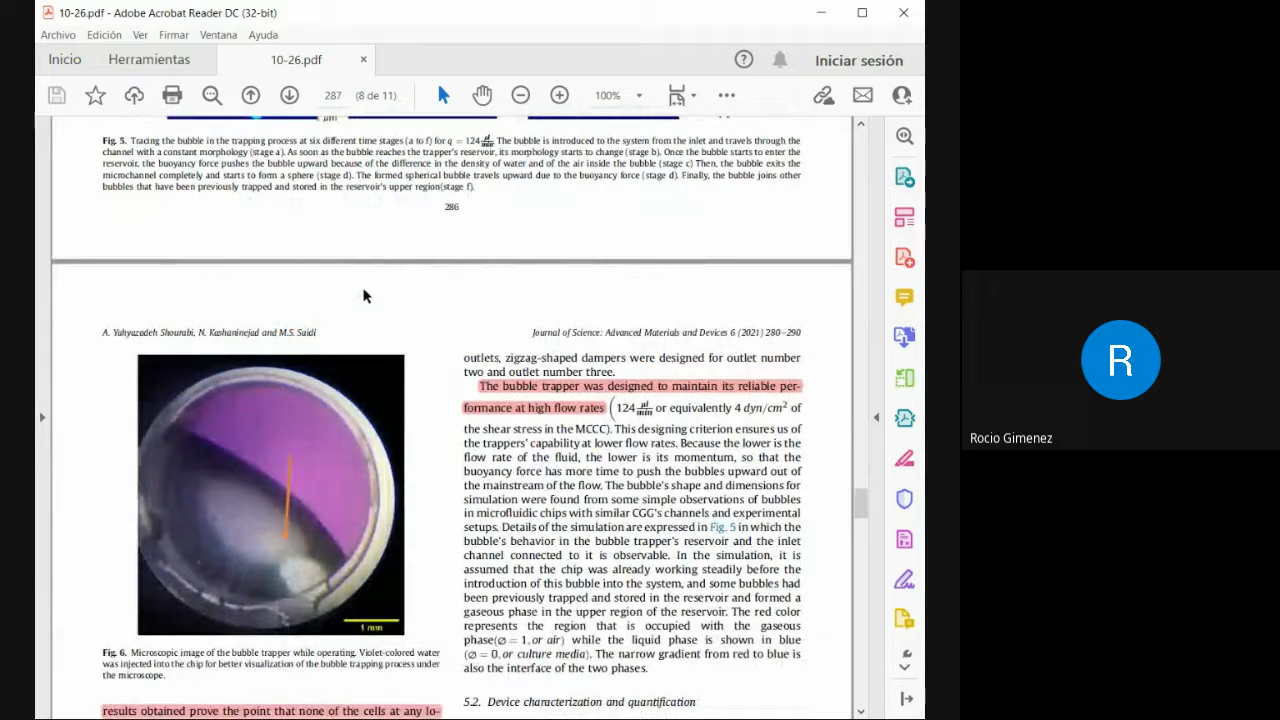 10-26.pdf - Adobe Acrobat Reader DC (32-bit)
Archivo Edición Ver Firmar Ventana Ayuda
Inicio Herramientas 10-26.pdf × Iniciar sesión
287 (8 de 11) 100%
μm
Fig. 5. Tracing the bubble in the trapping process at six different time stages (a to f) for q = 124 μl/min The bubble is introduced to the system from the inlet and travels through the
channel with a constant morphology (stage a). As soon as the bubble reaches the trapper's reservoir, its morphology starts to change (stage b). Once the bubble starts to enter the
reservoir, the buoyancy force pushes the bubble upward because of the difference in the density of water and of the air inside the bubble (stage c) Then, the bubble exits the
microchannel completely and starts to form a sphere (stage d). The formed spherical bubble travels upward due to the buoyancy force (stage d). Finally, the bubble joins other
bubbles that have been previously trapped and stored in the reservoir's upper region(stage f).
286
A. Yahyazadeh Shourabi, N. Kashaninejad and M.S. Saidi
Journal of Science: Advanced Materials and Devices 6 (2021) 280–290
1 mm
Fig. 6. Microscopic image of the bubble trapper while operating. Violet-colored water
was injected into the chip for better visualization of the bubble trapping process under
the microscope.
results obtained prove the point that none of the cells at any lo-
outlets, zigzag-shaped dampers were designed for outlet number
two and outlet number three.
The bubble trapper was designed to maintain its reliable per-
formance at high flow rates (124 μl/min or equivalently 4 dyn/cm² of
the shear stress in the MCCC). This designing criterion ensures us of
the trappers' capability at lower flow rates. Because the lower is the
flow rate of the fluid, the lower is its momentum, so that the
buoyancy force has more time to push the bubbles upward out of
the mainstream of the flow. The bubble's shape and dimensions for
simulation were found from some simple observations of bubbles
in microfluidic chips with similar CGG's channels and experimental
setups. Details of the simulation are expressed in Fig. 5 in which the
bubble's behavior in the bubble trapper's reservoir and the inlet
channel connected to it is observable. In the simulation, it is
assumed that the chip was already working steadily before the
introduction of this bubble into the system, and some bubbles had
been previously trapped and stored in the reservoir and formed a
gaseous phase in the upper region of the reservoir. The red color
represents the region that is occupied with the gaseous
phase(∅ = 1, or air) while the liquid phase is shown in blue
(∅ = 0, or culture media). The narrow gradient from red to blue is
also the interface of the two phases.
5.2. Device characterization and quantification
R
Rocio Gimenez